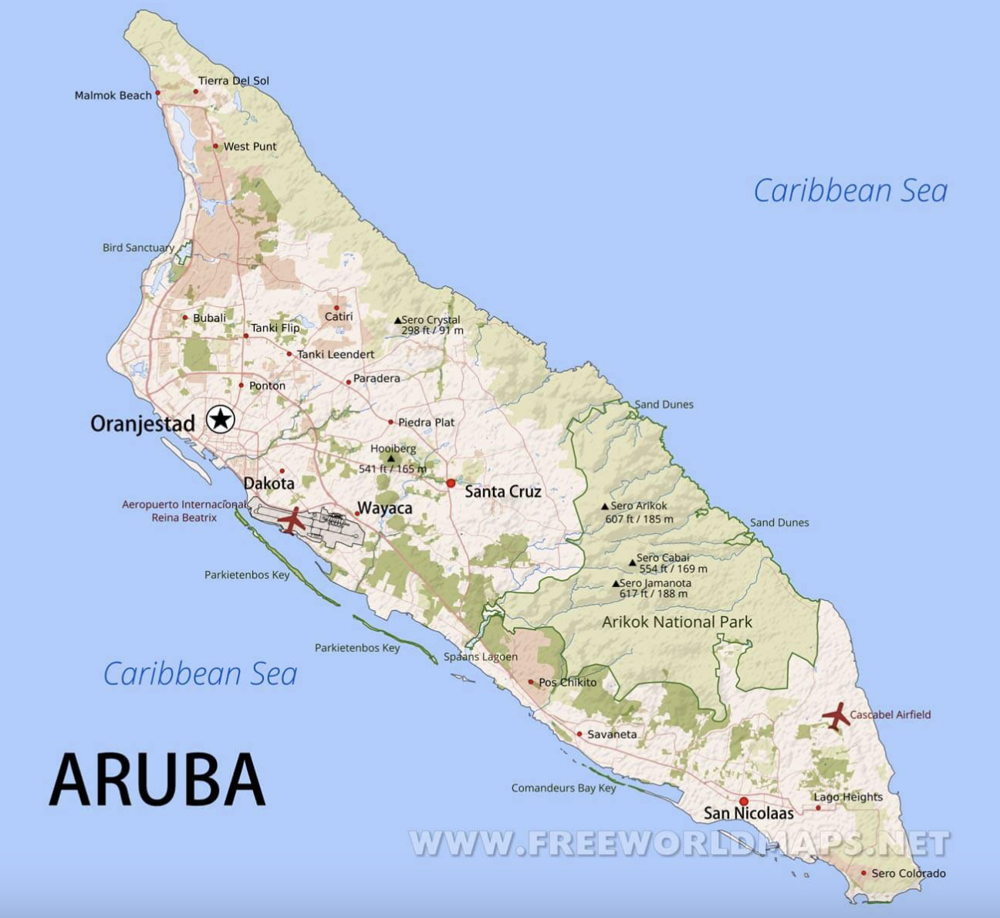 Tierra Del Sol
Malmok Beach
West Punt
Caribbean Sea
Bird Sanctuary
Bubali
Catiri
Sero Crystal
298 ft / 91 m
Tanki Flip
Tanki Leendert
Paradera
Ponton
Sand Dunes
Oranjestad
Piedra Plat
Hooiberg
541 ft / 165 m
Dakota
Santa Cruz
Aeropuerto Internacional
Reina Beatrix
Wayaca
Sero Arikok
607 ft / 185 m
Sand Dunes
Sero Cabai
554 ft / 169 m
Parkietenbos Key
Sero Jamanota
617 ft / 188 m
Arikok National Park
Parkietenbos Key
Spaans Lagoen
Caribbean Sea
Pos Chikito
Cascabel Airfield
Savaneta
ARUBA
Comandeurs Bay Key
Lago Heights
San Nicolaas
WWW.FREEWORLDMAPS.NET
Sero Colorado